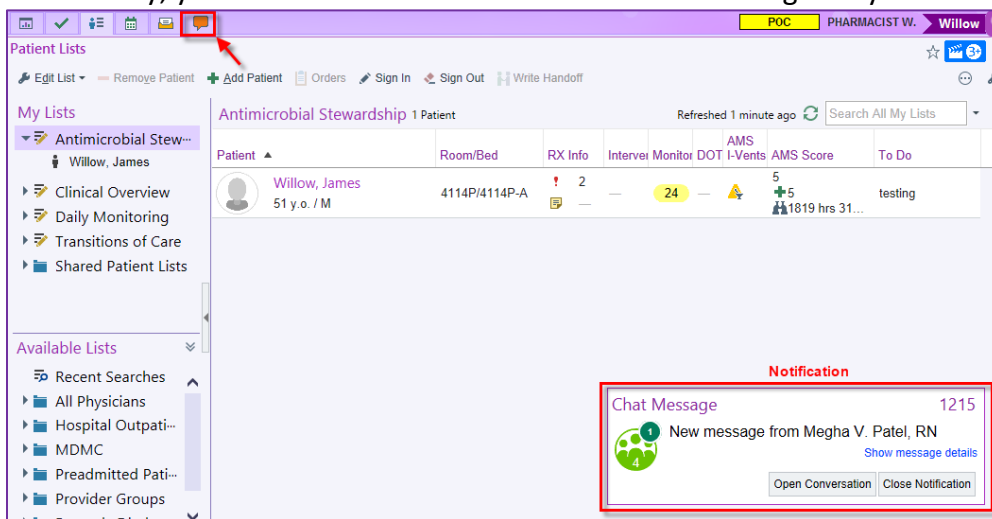 POC PHARMACIST W. Willow
Patient Lists
3+
Edit List Remove Patient Add Patient Orders Sign In Sign Out Write Handoff
My Lists
Antimicrobial Stew...
Willow, James
Clinical Overview
Daily Monitoring
Transitions of Care
Shared Patient Lists
Available Lists
Recent Searches
All Physicians
Hospital Outpati...
MDMC
Preadmitted Pati...
Provider Groups
Antimicrobial Stewardship 1 Patient
Refreshed 1 minute ago Search All My Lists
Patient Room/Bed RX Info Interve Monitor DOT AMS I-Vents AMS Score To Do
Willow, James
51 y.o. / M
4114P/4114P-A
! 2
—
—
24
—
5
+5
1819 hrs 31...
testing
Notification
Chat Message 1215
1
4
New message from Megha V. Patel, RN
Show message details
Open Conversation Close Notification